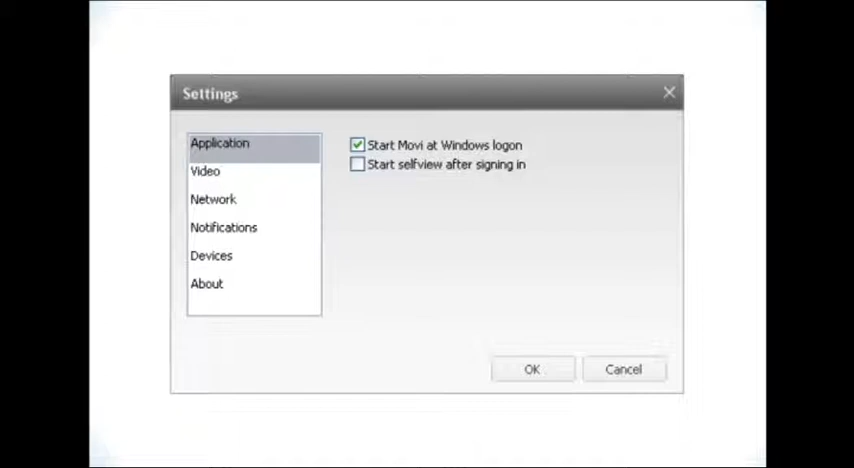 Settings
Application
Start Movi at Windows logon
Start selfview after signing in
Video
Network
Notifications
Devices
About
OK
Cancel